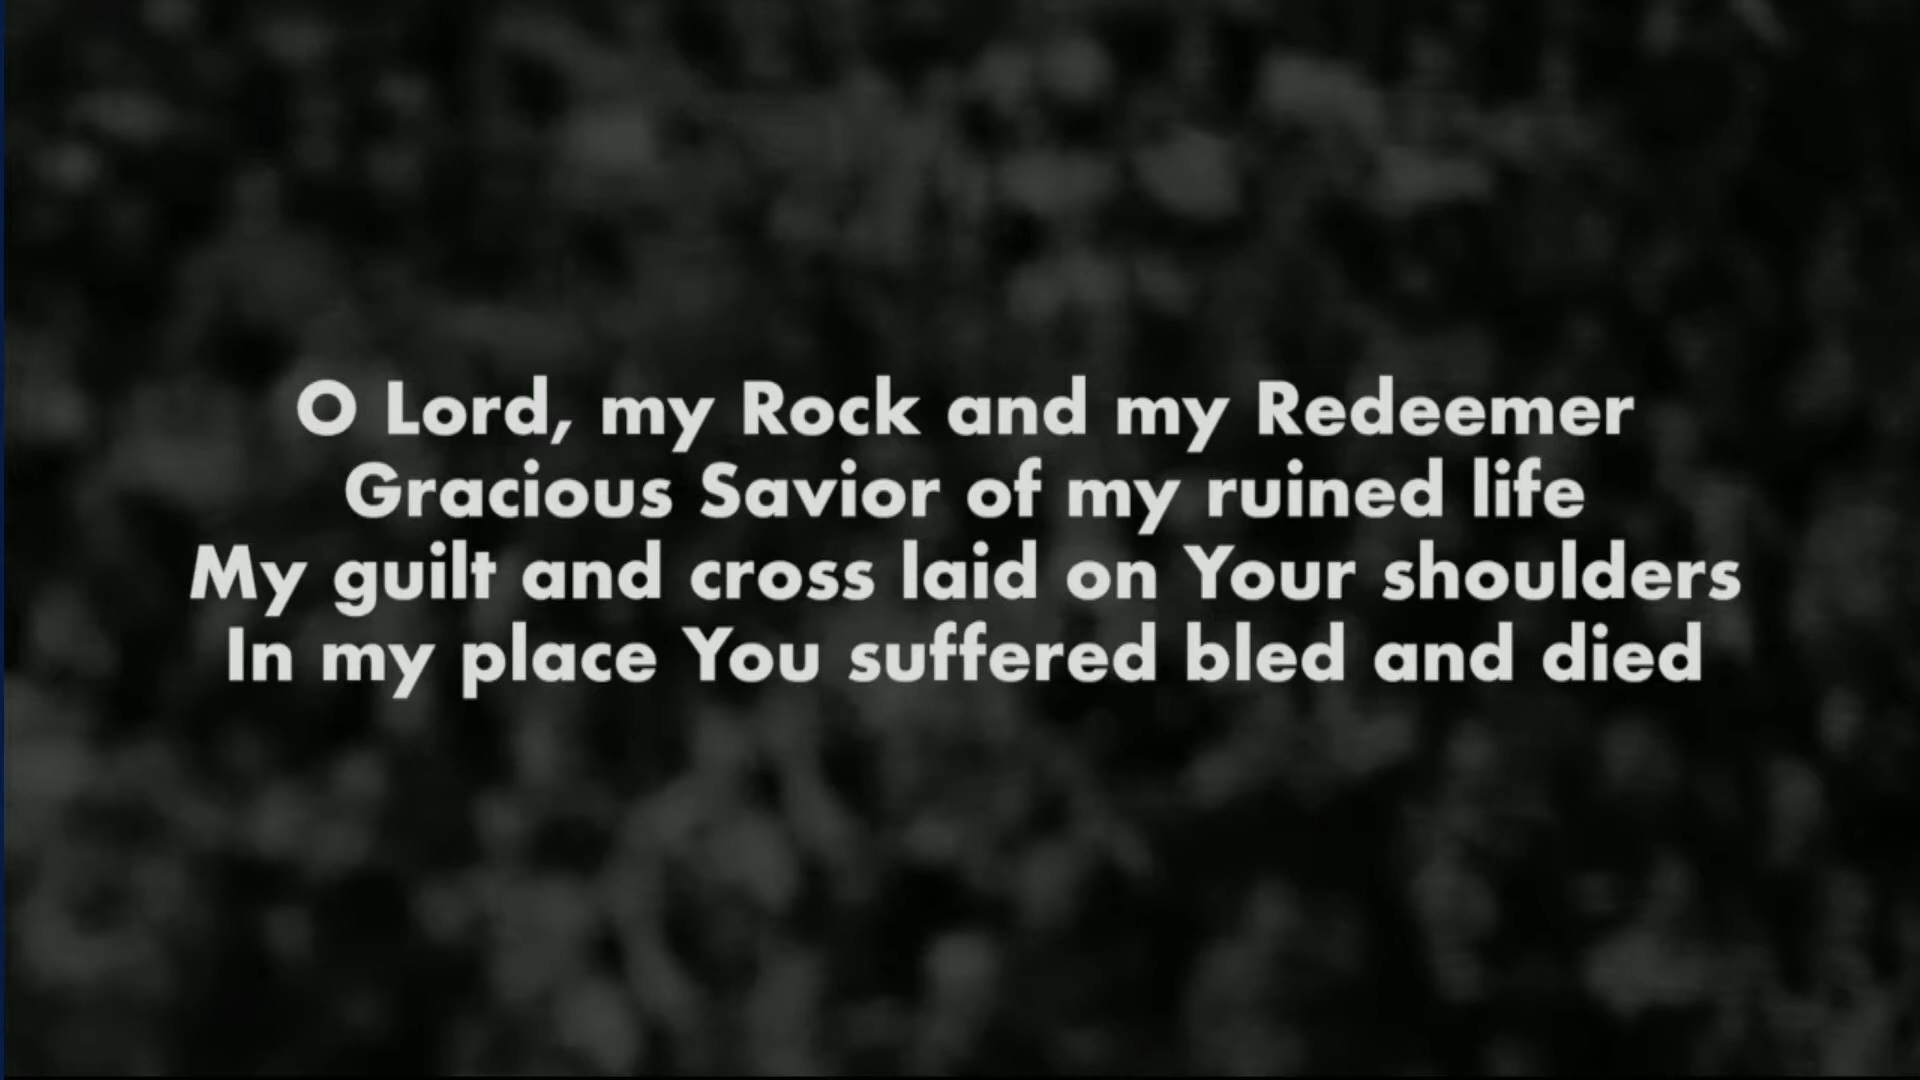 O Lord, my Rock and my Redeemer
Gracious Savior of my ruined life
My guilt and cross laid on Your shoulders
In my place You suffered bled and died